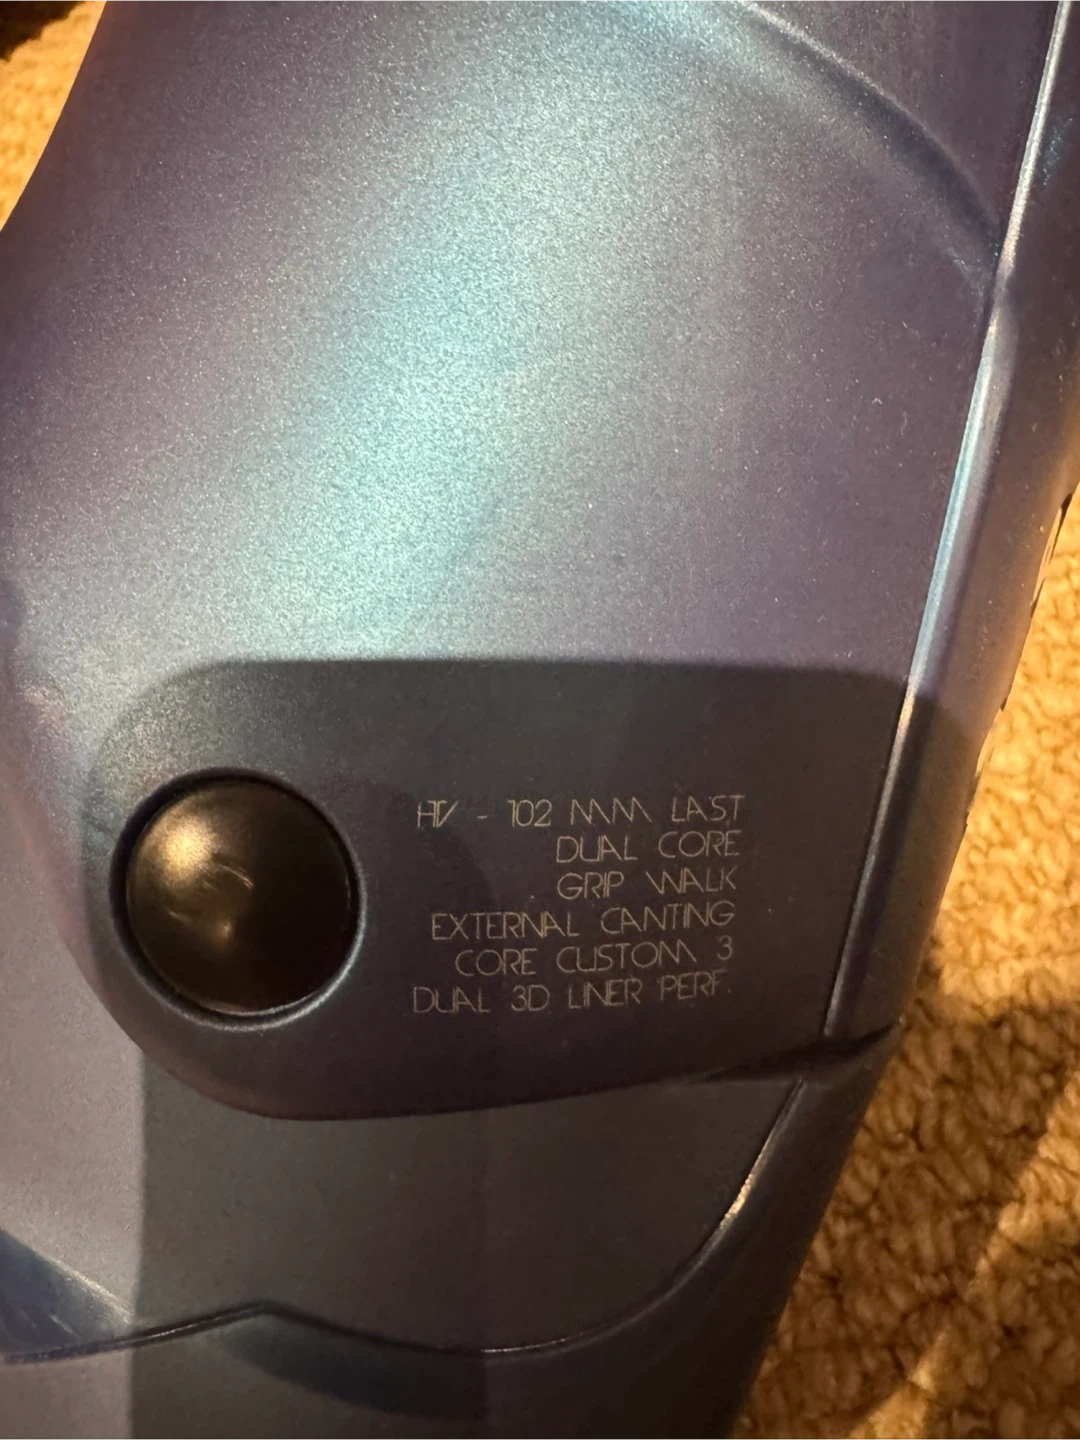 HV - 102 MM LAST
DUAL CORE
GRIP WALK
EXTERNAL CANTING
CORE CUSTOM 3
DUAL 3D LINER PERF.